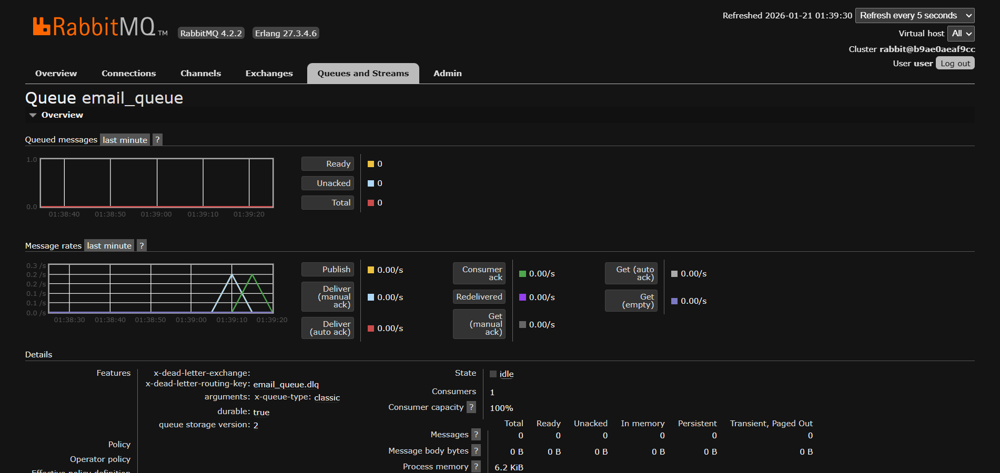 RabbitMQ TM
RabbitMQ 4.2.2
Erlang 27.3.4.6
Refreshed 2026-01-21 01:39:30
Refresh every 5 seconds
Virtual host
All
Cluster rabbit@b9ae0aeaf9cc
User user
Log out
Overview
Connections
Channels
Exchanges
Queues and Streams
Admin
Queue email_queue
Overview
Queued messages last minute ?
1.0
0.0
01:38:40 01:38:50 01:39:00 01:39:10 01:39:20
Ready 0
Unacked 0
Total 0
Message rates last minute ?
0.3 /s
0.2 /s
0.2 /s
0.1 /s
0.1 /s
0.0 /s
01:38:30 01:38:40 01:38:50 01:39:00 01:39:10 01:39:20
Publish 0.00/s
Deliver
(manual
ack)
0.00/s
Deliver
(auto ack)
0.00/s
Consumer
ack
0.00/s
Redelivered 0.00/s
Get
(manual
ack)
0.00/s
Get (auto
ack)
0.00/s
Get
(empty)
0.00/s
Details
Features
x-dead-letter-exchange:
x-dead-letter-routing-key: email_queue.dlq
arguments: x-queue-type: classic
durable: true
queue storage version: 2
Policy
Operator policy
Effective policy definition
State idle
Consumers 1
Consumer capacity ? 100%
Total Ready Unacked In memory Persistent Transient, Paged Out
Messages ? 0 0 0 0 0 0
Message body bytes ? 0 B 0 B 0 B 0 B 0 B 0 B
Process memory ? 6.2 KiB